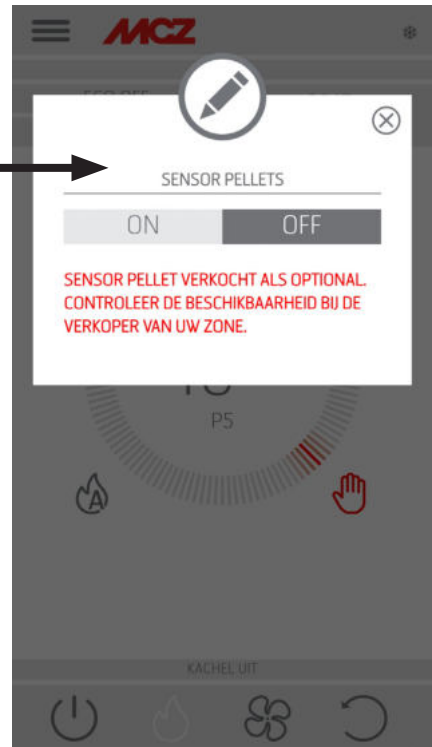 MCZ
SENSOR PELLETS
ON OFF
SENSOR PELLET VERKOCHT ALS OPTIONAL.
CONTROLEER DE BESCHIKBAARHEID BIJ DE
VERKOPER VAN UW ZONE.
P5
A
KACHEL UIT